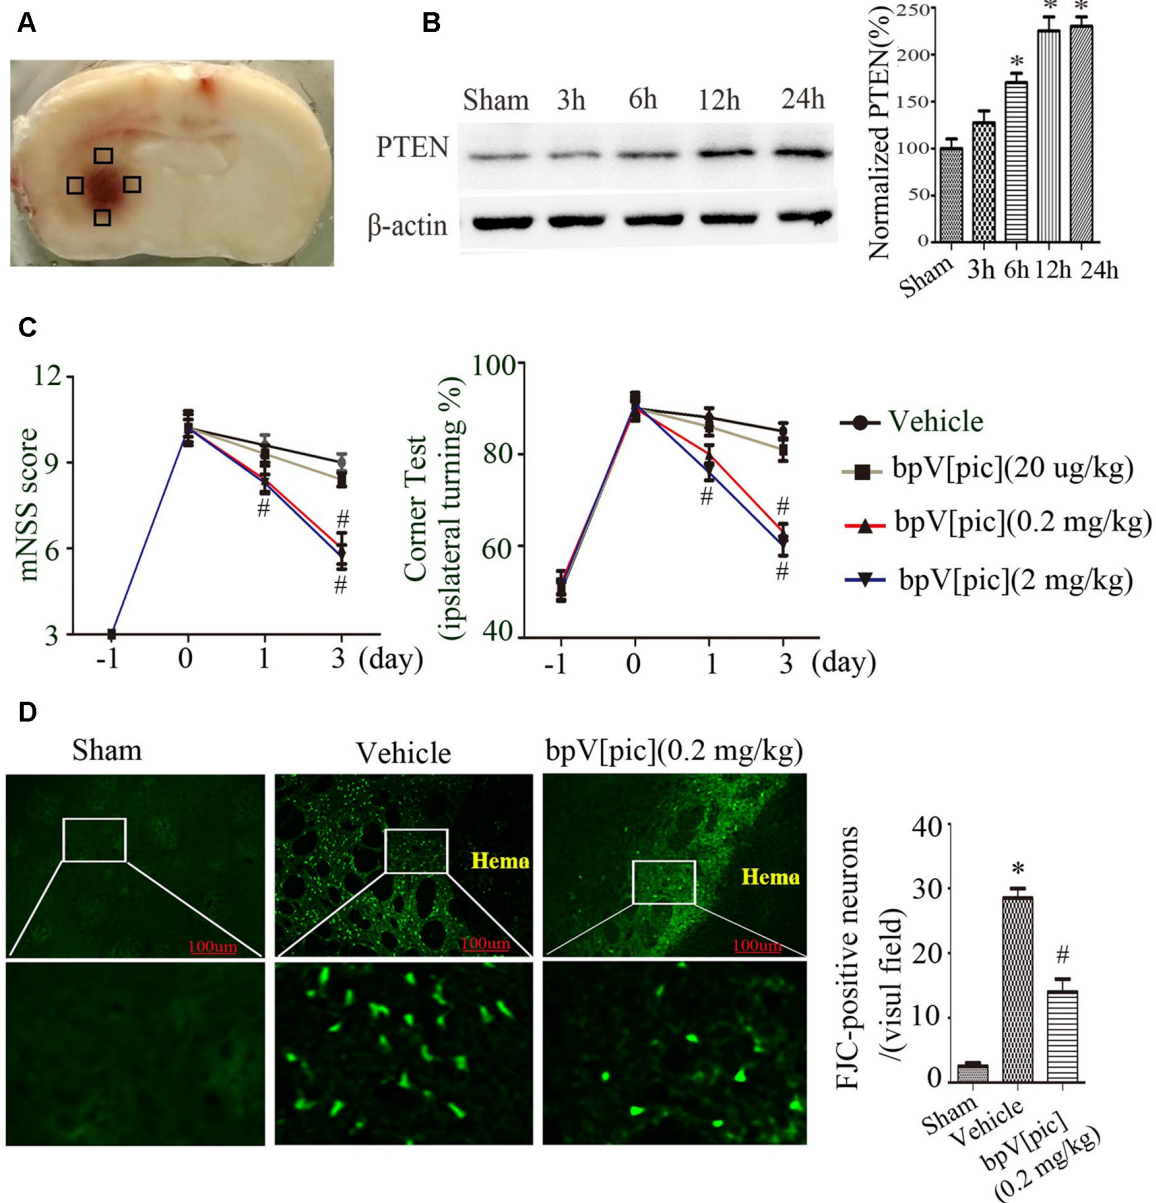 A
B
Sham 3h 6h 12h 24h
PTEN
β-actin
Normalized PTEN(%)
250
200
150
100
50
0
* * *
Sham 3h 6h 12h 24h
C
mNSS score
12
9
6
3
-1 0 1 3 (day)
# # #
Corner Test
(ipslateral turning %)
100
80
60
40
-1 0 1 3 (day)
# # #
Vehicle
bpV[pic](20 ug/kg)
bpV[pic](0.2 mg/kg)
bpV[pic](2 mg/kg)
D
Sham
Vehicle
bpV[pic](0.2 mg/kg)
Hema
Hema
100um
100um
100um
FJC-positive neurons
/(visul field)
40
30
20
10
0
*
#
Sham
Vehicle
bpV[pic]
(0.2 mg/kg)